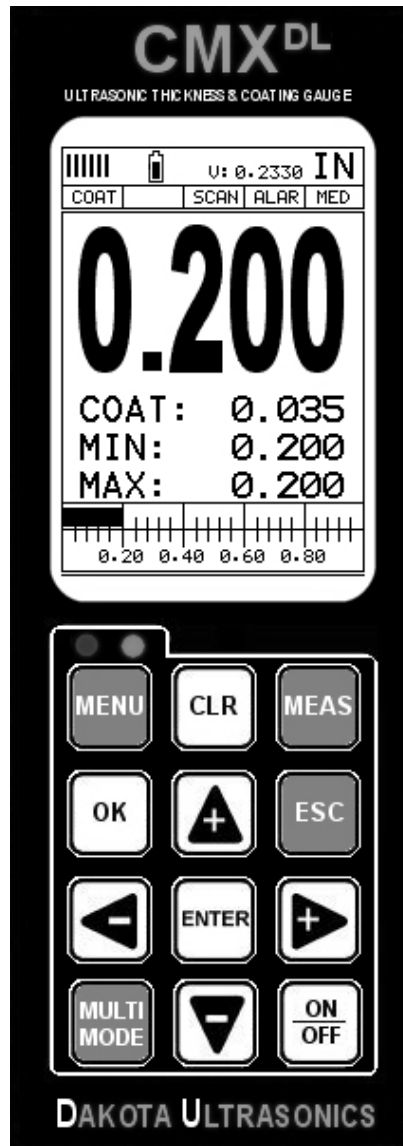 CMX DL
ULTRASONIC THICKNESS & COATING GAUGE
V: 0.2330 IN
COAT SCAN ALAR MED
0.200
COAT: 0.035
MIN: 0.200
MAX: 0.200
0.20 0.40 0.60 0.80
MENU CLR MEAS
OK + ESC
- ENTER +
MULTI MODE - ON OFF
DAKOTA ULTRASONICS